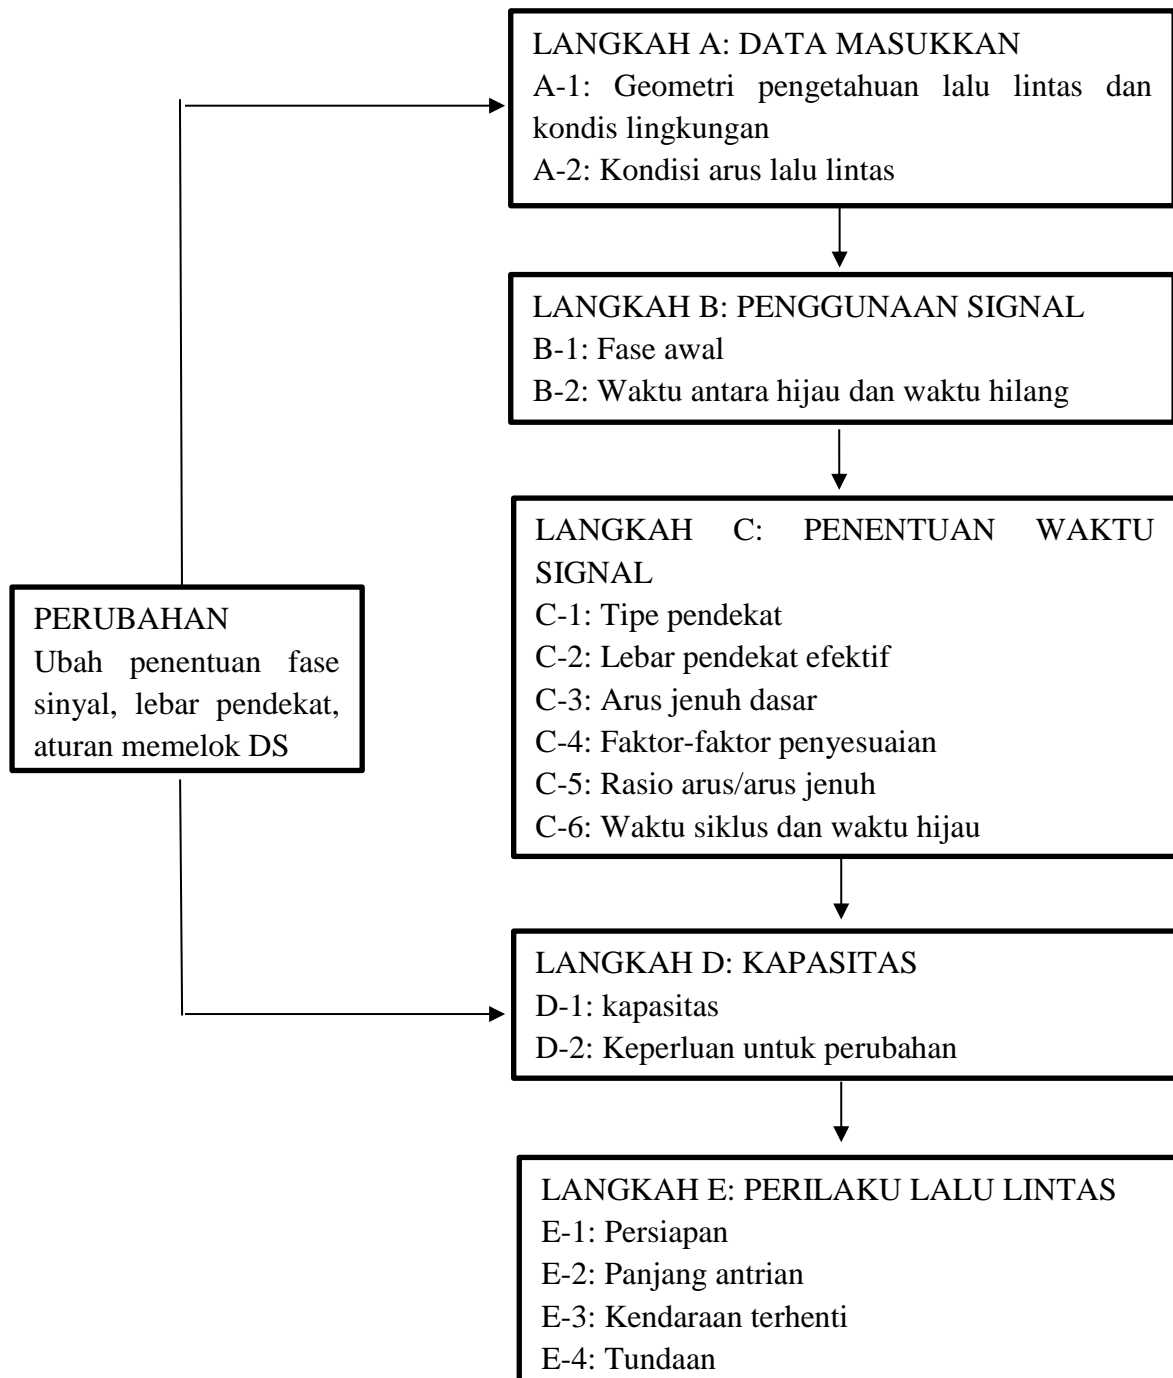 LANGKAH A: DATA MASUKKAN
A-1: Geometri pengetahuan lalu lintas dan
kondis lingkungan
A-2: Kondisi arus lalu lintas
LANGKAH B: PENGGUNAAN SIGNAL
B-1: Fase awal
B-2: Waktu antara hijau dan waktu hilang
LANGKAH C: PENENTUAN WAKTU
SIGNAL
C-1: Tipe pendekat
C-2: Lebar pendekat efektif
C-3: Arus jenuh dasar
C-4: Faktor-faktor penyesuaian
C-5: Rasio arus/arus jenuh
C-6: Waktu siklus dan waktu hijau
PERUBAHAN
Ubah penentuan fase
sinyal, lebar pendekat,
aturan memelok DS
LANGKAH D: KAPASITAS
D-1: kapasitas
D-2: Keperluan untuk perubahan
LANGKAH E: PERILAKU LALU LINTAS
E-1: Persiapan
E-2: Panjang antrian
E-3: Kendaraan terhenti
E-4: Tundaan